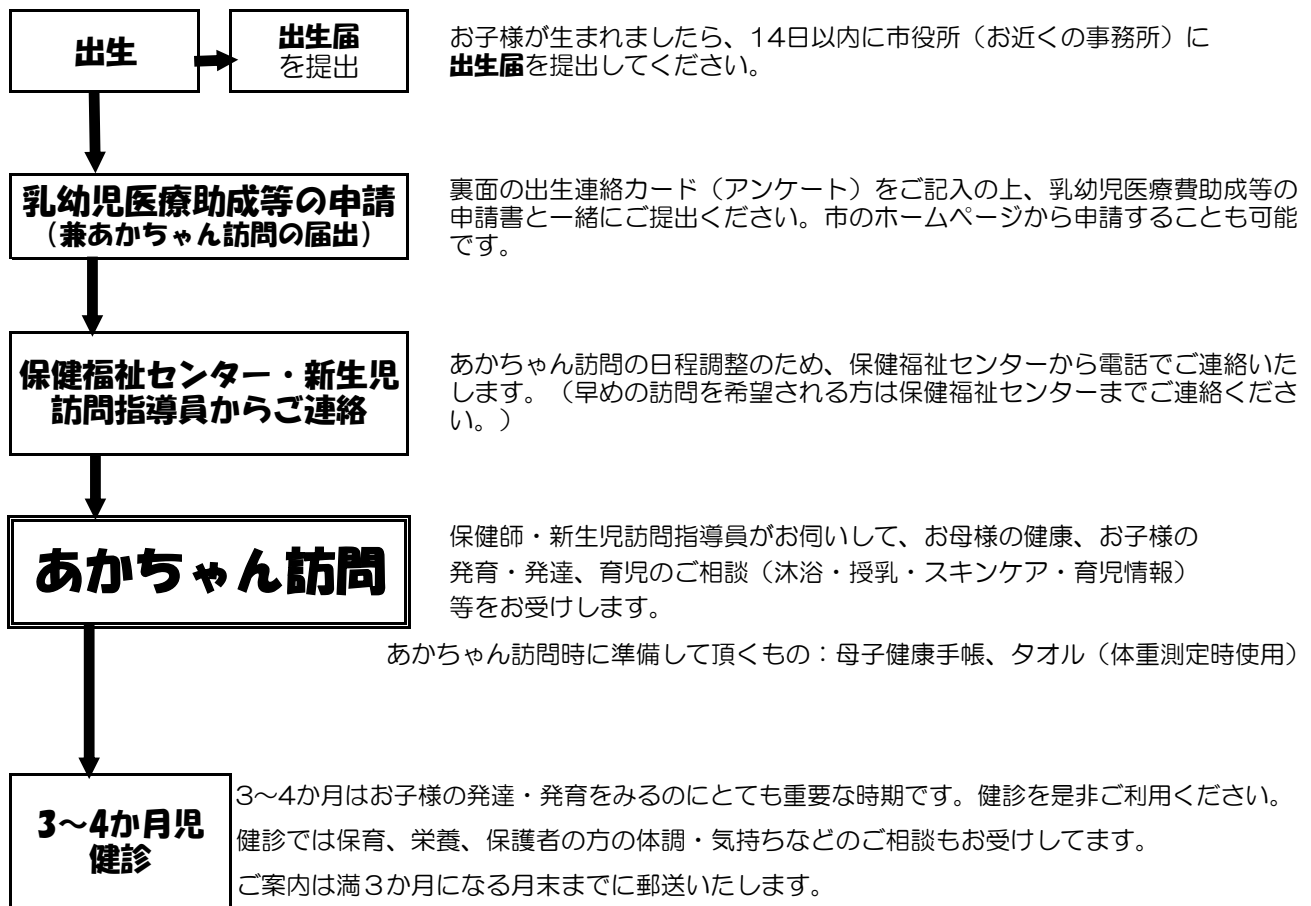 出生
出生届
を提出
お子様が生まれましたら、14日以内に市役所(お近くの事務所)に
出生届を提出してください。
乳幼児医療助成等の申請
(兼あかちゃん訪問の届出)
裏面の出生連絡カード(アンケート)をご記入の上、乳幼児医療費助成等の
申請書と一緒にご提出ください。市のホームページから申請することも可能
です。
保健福祉センター・新生児
訪問指導員からご連絡
あかちゃん訪問の日程調整のため、保健福祉センターから電話でご連絡いた
します。(早めの訪問を希望される方は保健福祉センターまでご連絡くださ
い。)
あかちゃん訪問
保健師・新生児訪問指導員がお伺いして、お母様の健康、お子様の
発育・発達、育児のご相談(沐浴・授乳・スキンケア・育児情報)
等をお受けします。
あかちゃん訪問時に準備して頂くもの:母子健康手帳、タオル(体重測定時使用)
3~4か月児
健診
3~4か月はお子様の発達・発育をみるのにとても重要な時期です。健診を是非ご利用ください。
健診では保育、栄養、保護者の方の体調・気持ちなどのご相談もお受けしてます。
ご案内は満3か月になる月末までに郵送いたします。